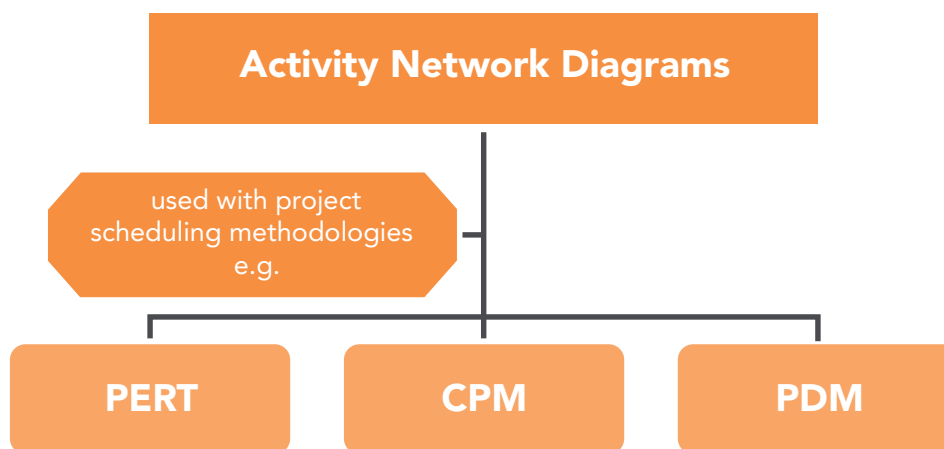 Activity Network Diagrams
used with project
scheduling methodologies
e.g.
PERT
CPM
PDM